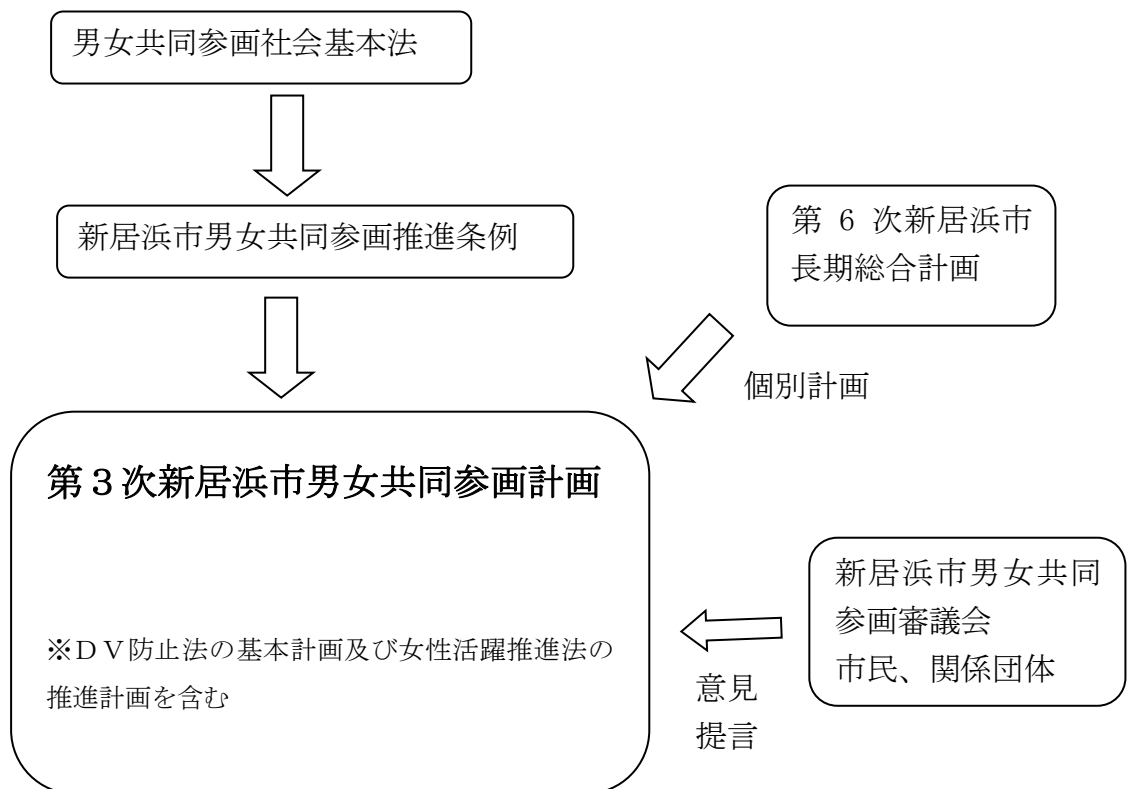 男女共同参画社会基本法
新居浜市男女共同参画推進条例
第 6 次新居浜市
長期総合計画
個別計画
第３次新居浜市男女共同参画計画
※ＤＶ防止法の基本計画及び女性活躍推進法の
推進計画を含む
新居浜市男女共同
参画審議会
市民、関係団体
意見
提言